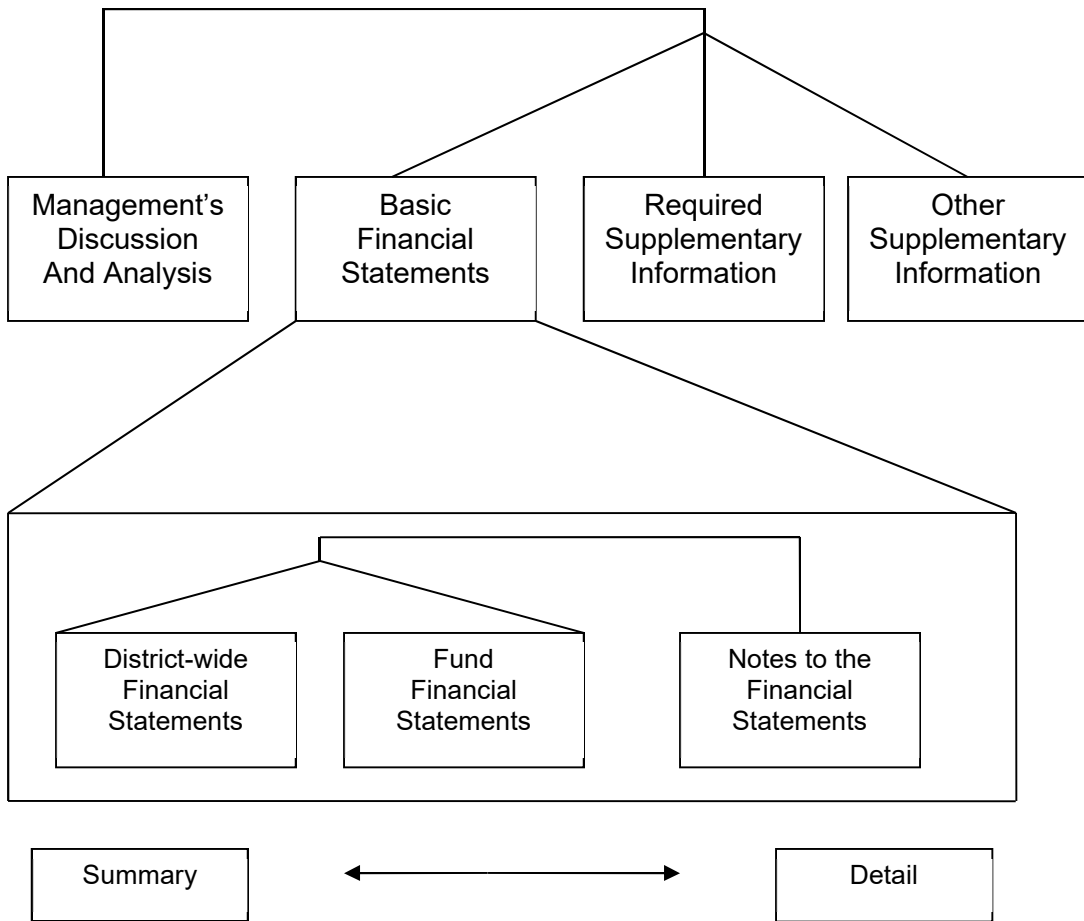 Management’s
Discussion
And Analysis
Basic
Financial
Statements
Required
Supplementary
Information
Other
Supplementary
Information
District-wide
Financial
Statements
Fund
Financial
Statements
Notes to the
Financial
Statements
Summary
Detail